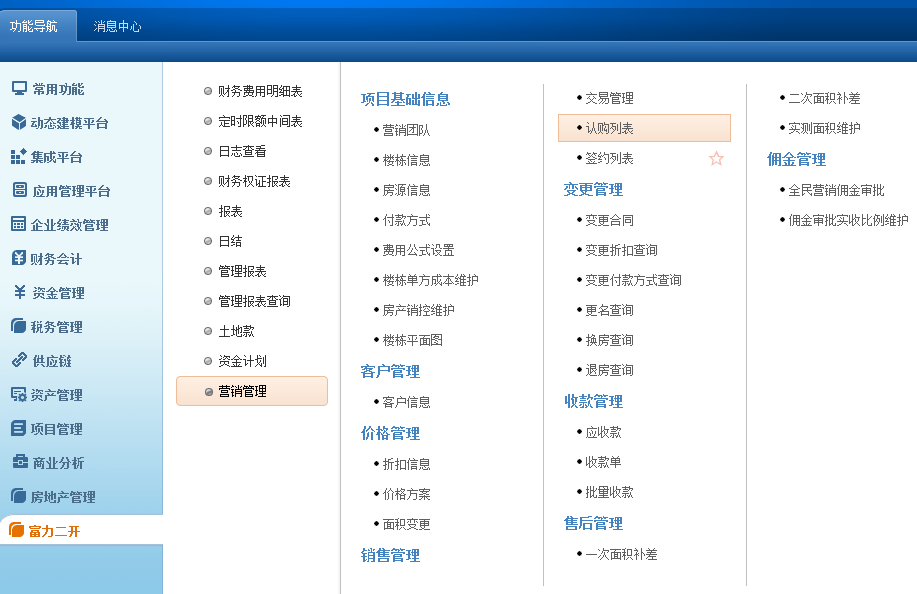 功能导航
消息中心
常用功能
动态建模平台
集成平台
应用管理平台
企业绩效管理
财务会计
资金管理
税务管理
供应链
资产管理
项目管理
商业分析
房地产管理
富力二开
财务费用明细表
定时限额中间表
日志查看
财务权证报表
报表
日结
管理报表
管理报表查询
土地款
资金计划
营销管理
项目基础信息
营销团队
楼栋信息
房源信息
付款方式
费用公式设置
楼栋单方成本维护
房产销控维护
楼栋平面图
客户管理
客户信息
价格管理
折扣信息
价格方案
面积变更
销售管理
交易管理
认购列表
签约列表
变更管理
变更合同
变更折扣查询
变更付款方式查询
更名查询
换房查询
退房查询
收款管理
应收款
收款单
批量收款
售后管理
一次面积补差
二次面积补差
实测面积维护
佣金管理
全民营销佣金审批
佣金审批实收比例维护